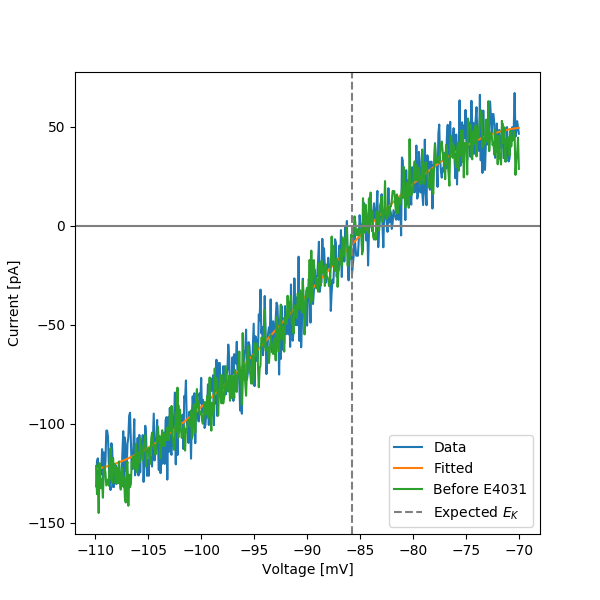 50
0
−50
−100
−150
Current [pA]
Data
Fitted
Before E4031
Expected E_K
−110 −105 −100 −95 −90 −85 −80 −75 −70
Voltage [mV]